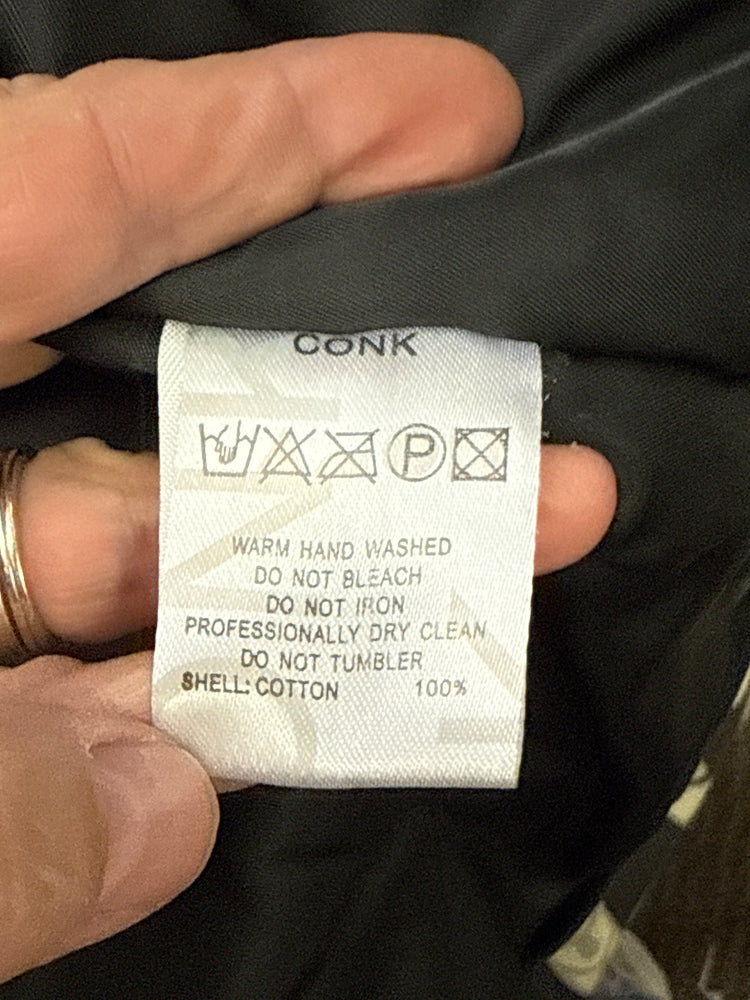 CONK
P
WARM HAND WASHED
DO NOT BLEACH
DO NOT IRON
PROFESSIONALLY DRY CLEAN
DO NOT TUMBLER
SHELL: COTTON 100%